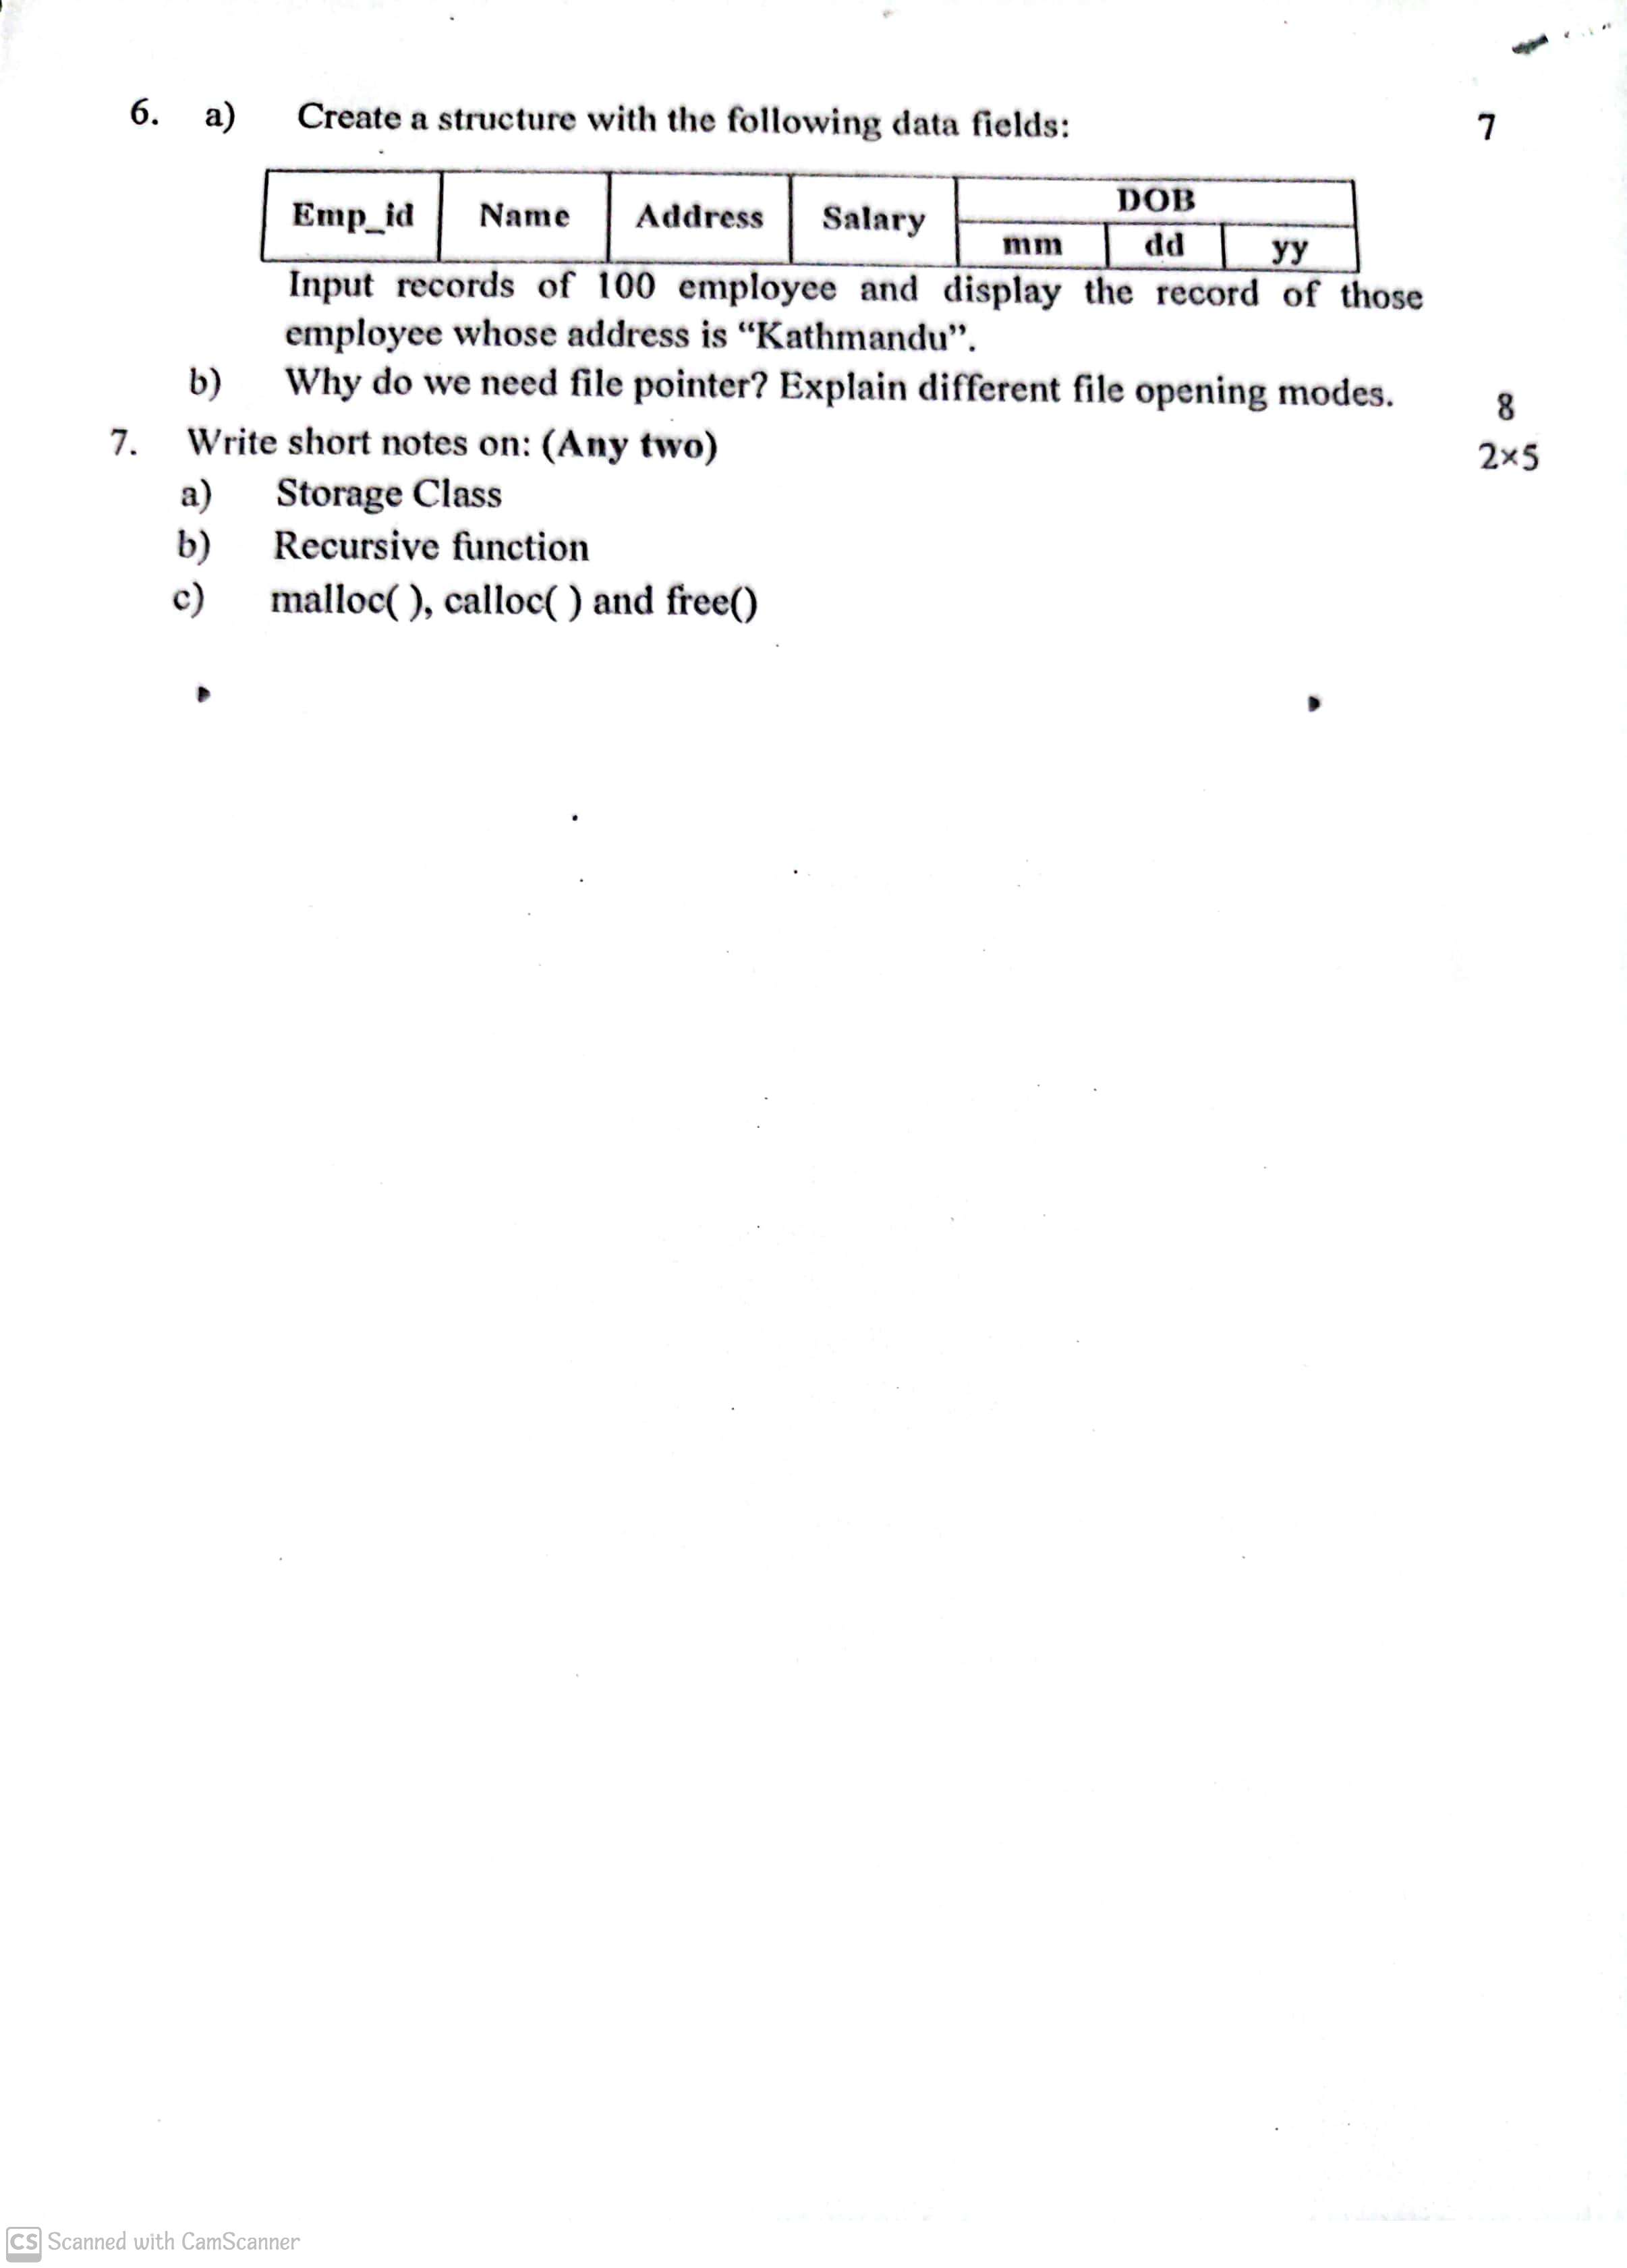 6. a) Create a structure with the following data fields: 7
Emp_id Name Address Salary DOB
mm dd yy
Input records of 100 employee and display the record of those
employee whose address is “Kathmandu”.
b) Why do we need file pointer? Explain different file opening modes. 8
7. Write short notes on: (Any two) 2×5
a) Storage Class
b) Recursive function
c) malloc( ), calloc( ) and free()
CS Scanned with CamScanner